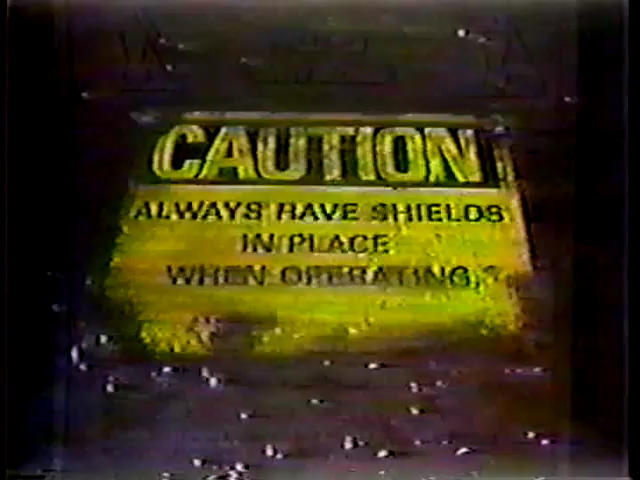 CAUTION
ALWAYS HAVE SHIELDS
IN PLACE
WHEN OPERATING.